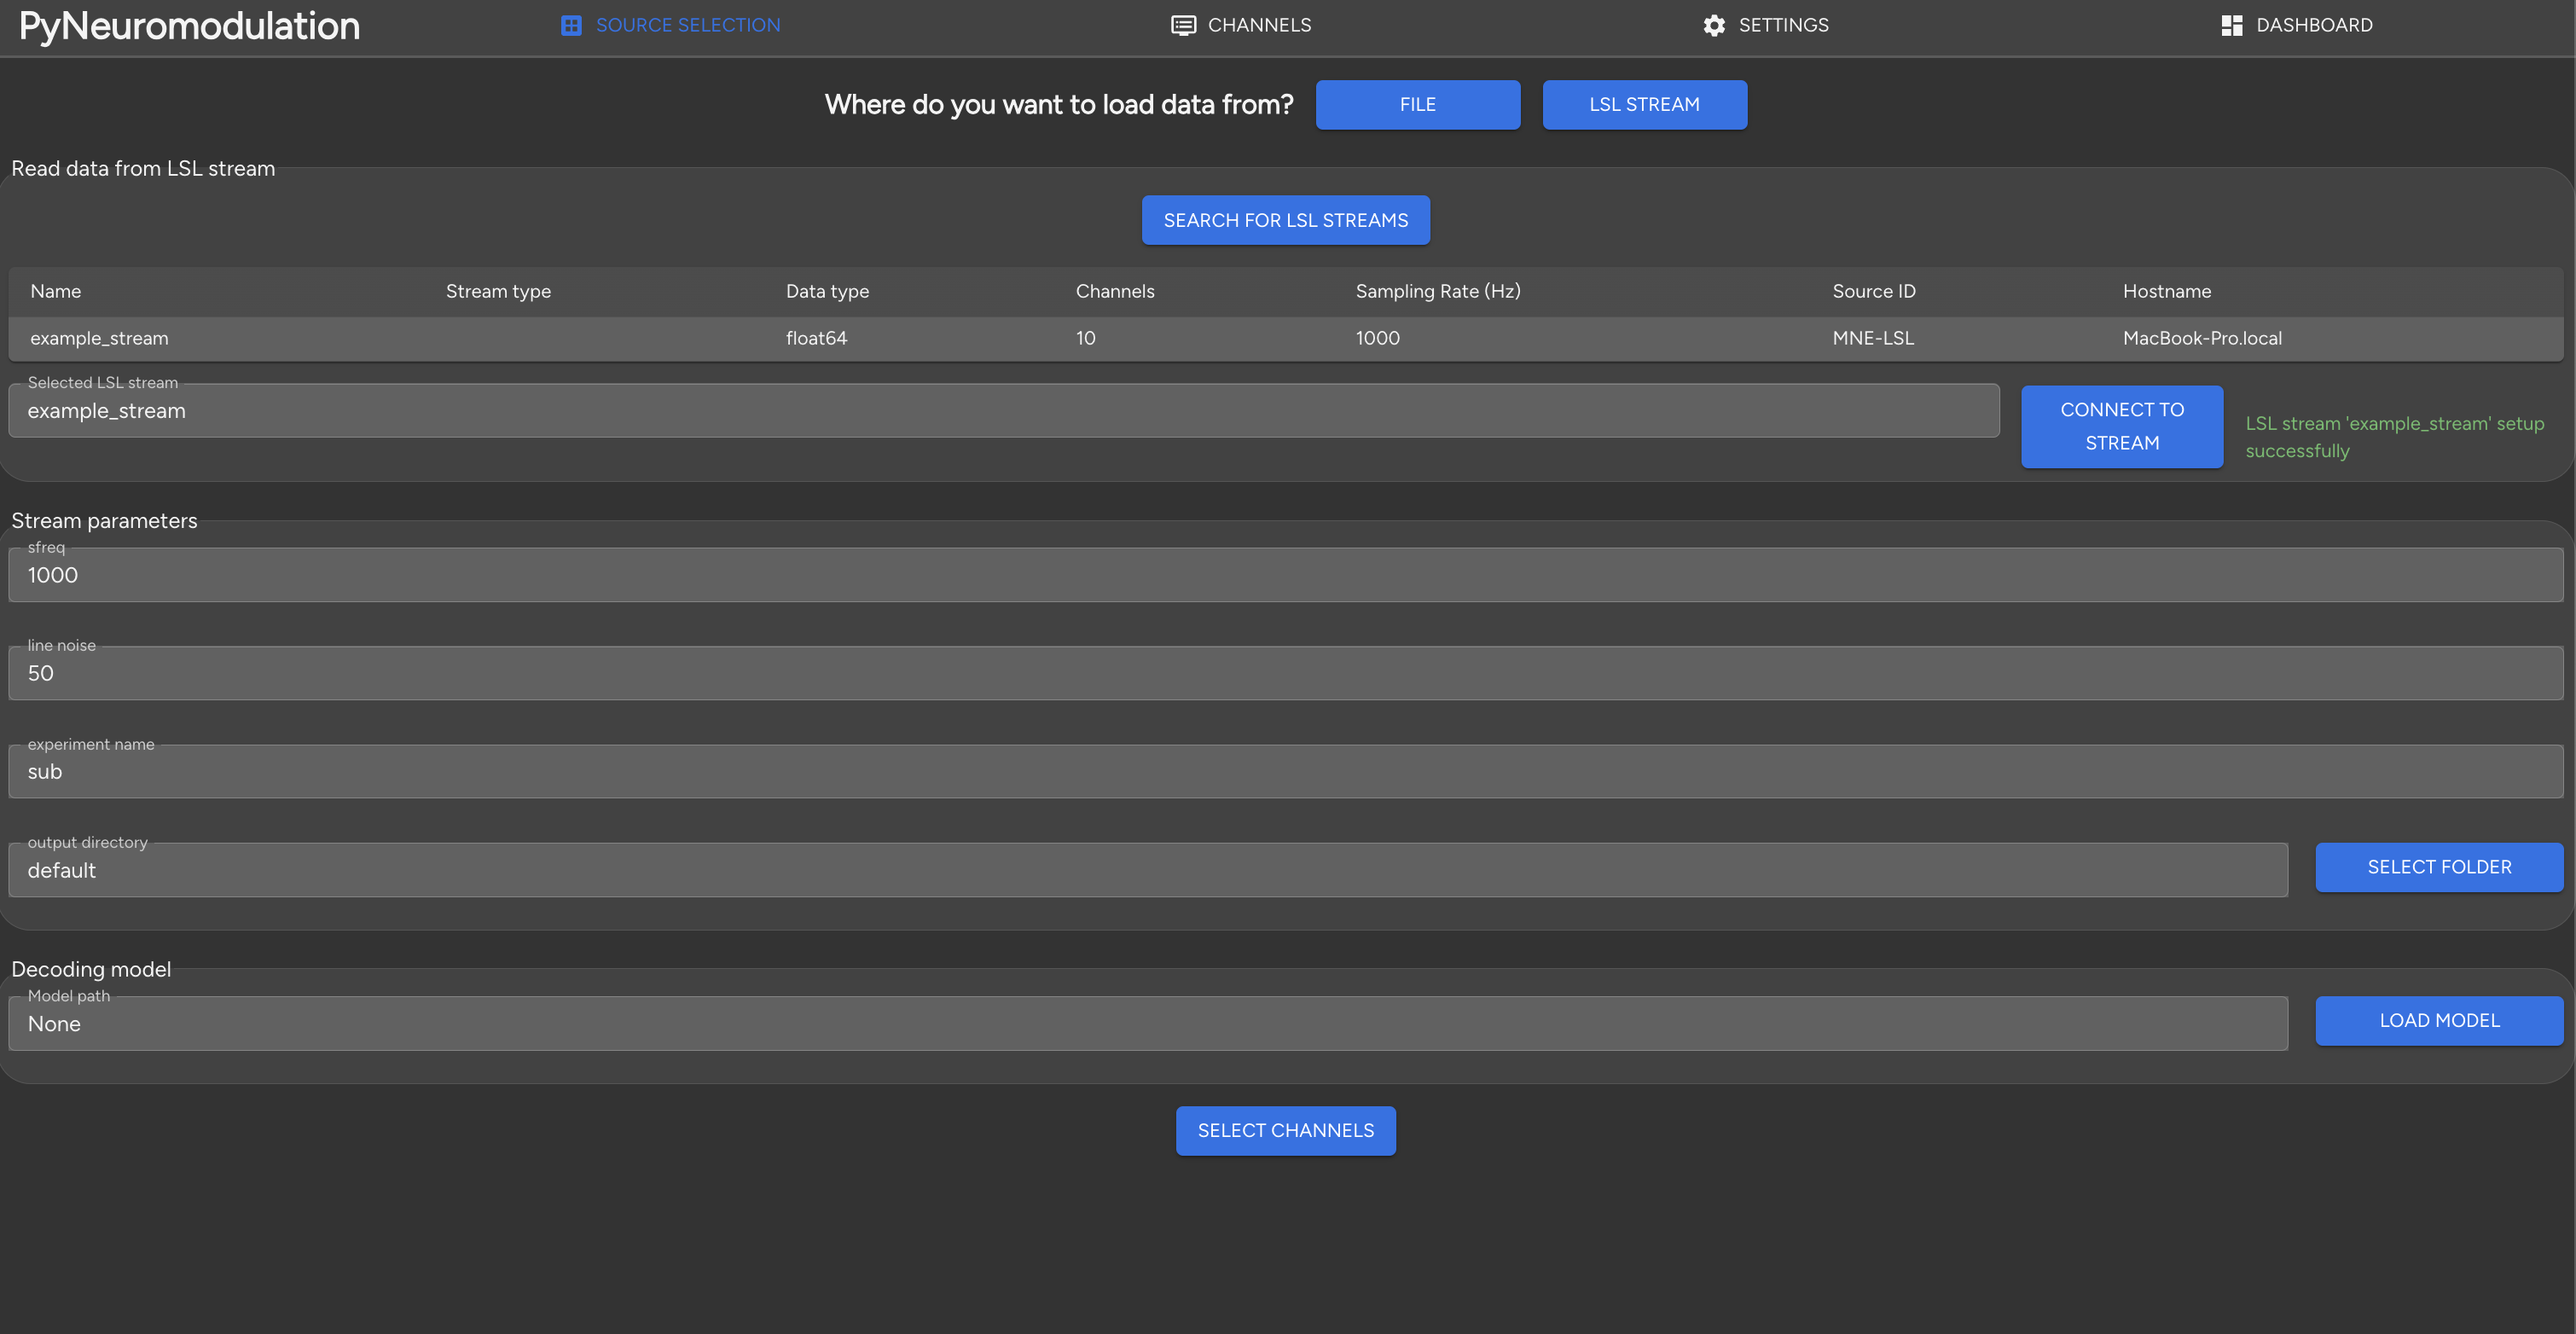 PyNeuromodulation SOURCE SELECTION CHANNELS SETTINGS DASHBOARD
Where do you want to load data from? FILE LSL STREAM
Read data from LSL stream
SEARCH FOR LSL STREAMS
Name Stream type Data type Channels Sampling Rate (Hz) Source ID Hostname
example_stream float64 10 1000 MNE-LSL MacBook-Pro.local
Selected LSL stream
example_stream
CONNECT TO
STREAM
LSL stream 'example_stream' setup
successfully
Stream parameters
sfreq
1000
line noise
50
experiment name
sub
output directory
default
SELECT FOLDER
Decoding model
Model path
None
LOAD MODEL
SELECT CHANNELS